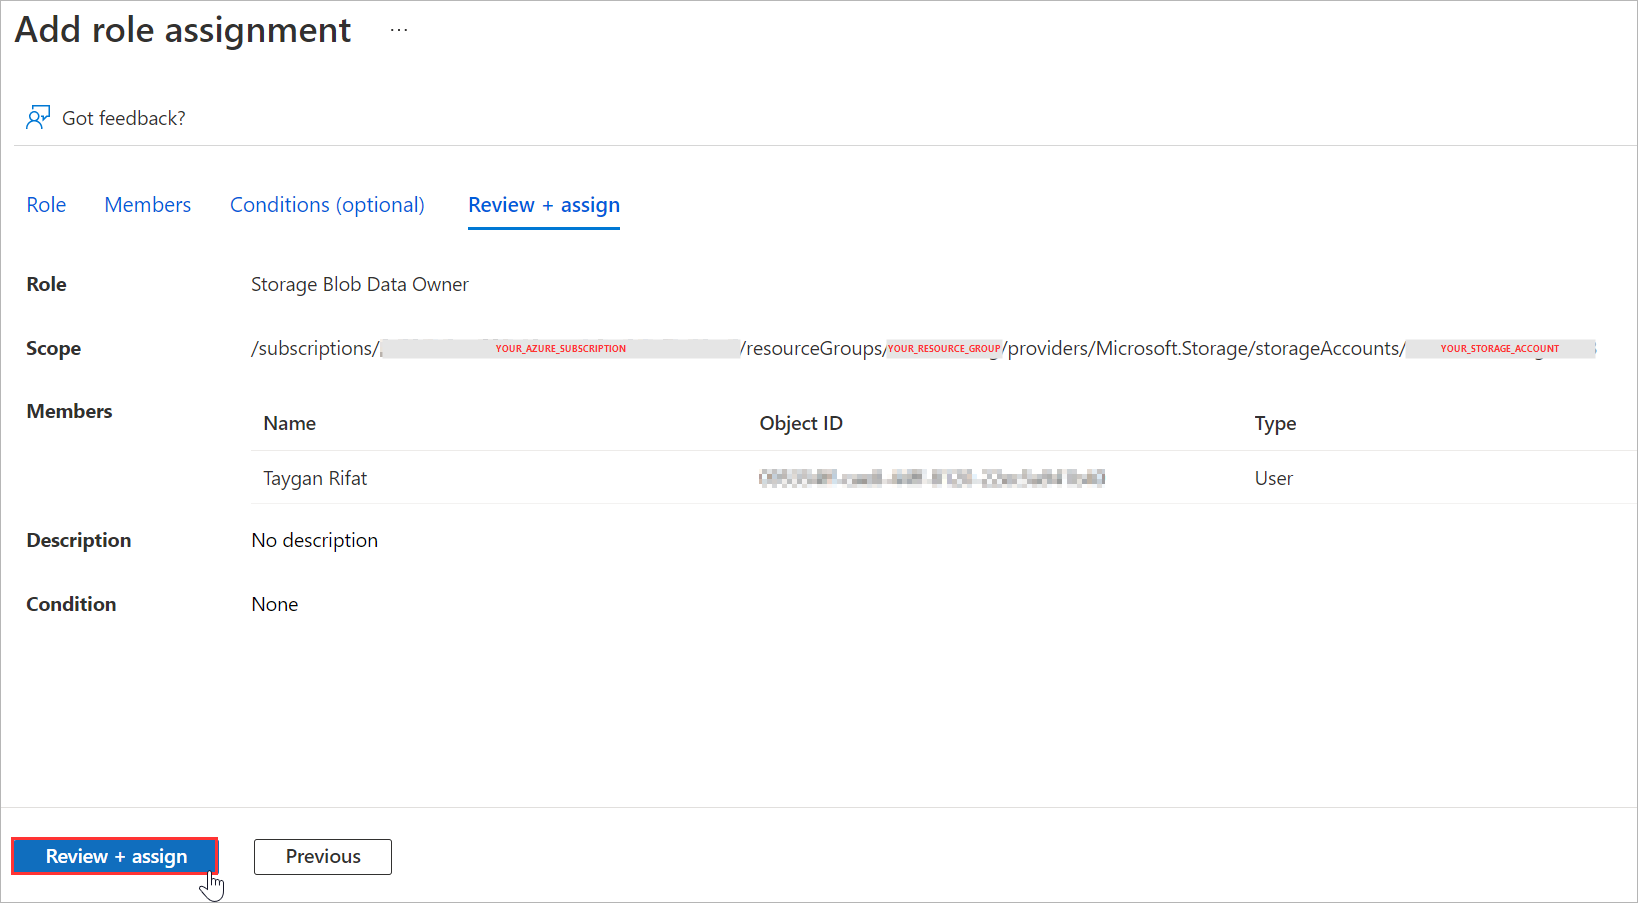 Add role assignment ...
Got feedback?
Role Members Conditions (optional) Review + assign
Role Storage Blob Data Owner
Scope /subscriptions/ YOUR_AZURE_SUBSCRIPTION /resourceGroups/ YOUR_RESOURCE_GROUP /providers/Microsoft.Storage/storageAccounts/ YOUR_STORAGE_ACCOUNT
Members Name Object ID Type
Taygan Rifat User
Description No description
Condition None
Review + assign Previous